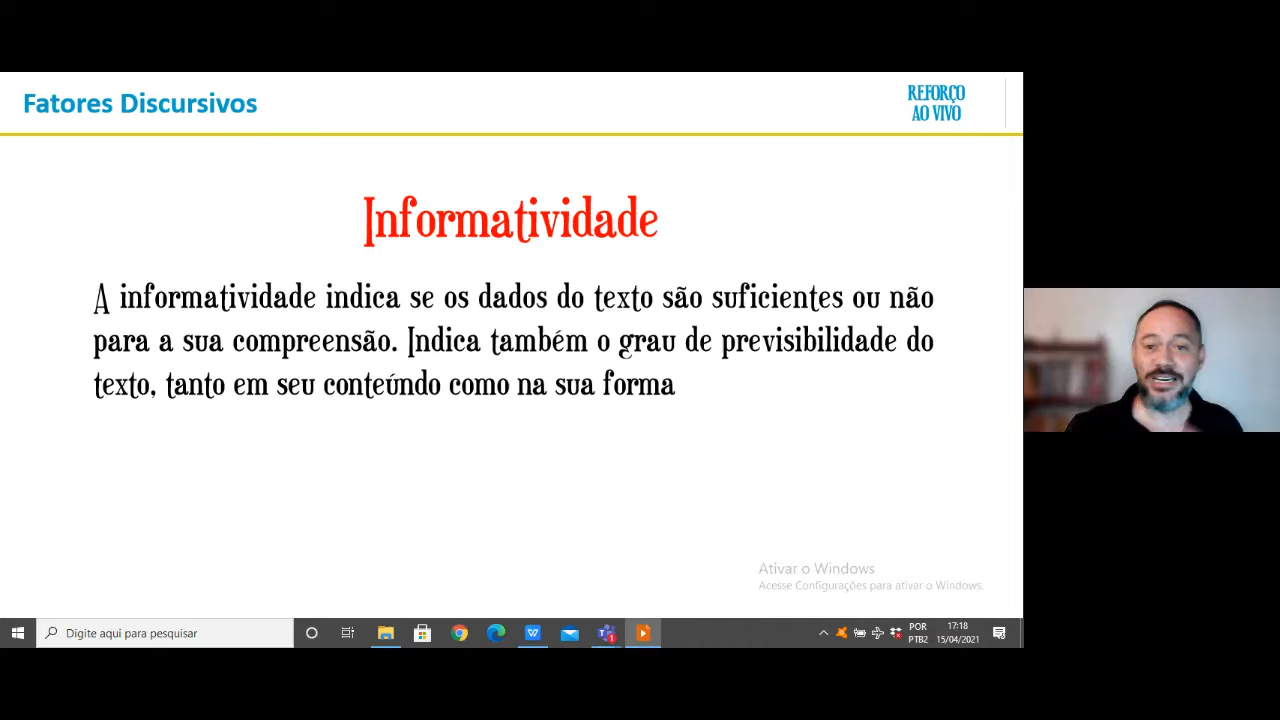 Fatores Discursivos
REFORÇO
AO VIVO
Informatividade
A informatividade indica se os dados do texto são suficientes ou não
para a sua compreensão. Indica também o grau de previsibilidade do
texto, tanto em seu conteúndo como na sua forma
Ativar o Windows
Acesse Configurações para ativar o Windows.
Digite aqui para pesquisar
POR
PTB2
17:18
15/04/2021